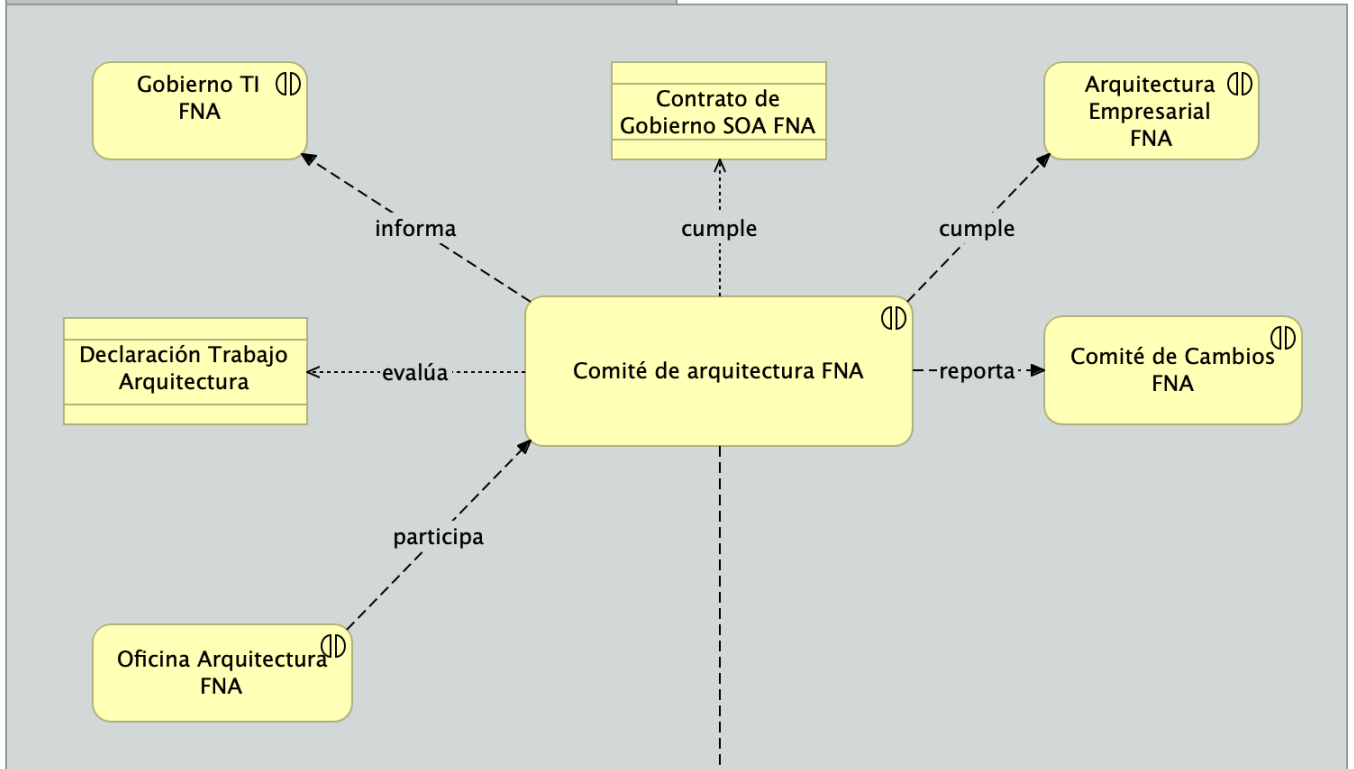 Gobierno TI
FNA
Contrato de
Gobierno SOA FNA
Arquitectura
Empresarial
FNA
informa
cumple
cumple
Declaración Trabajo
Arquitectura
evalúa
Comité de arquitectura FNA
reporta
Comité de Cambios
FNA
participa
Oficina Arquitectura
FNA